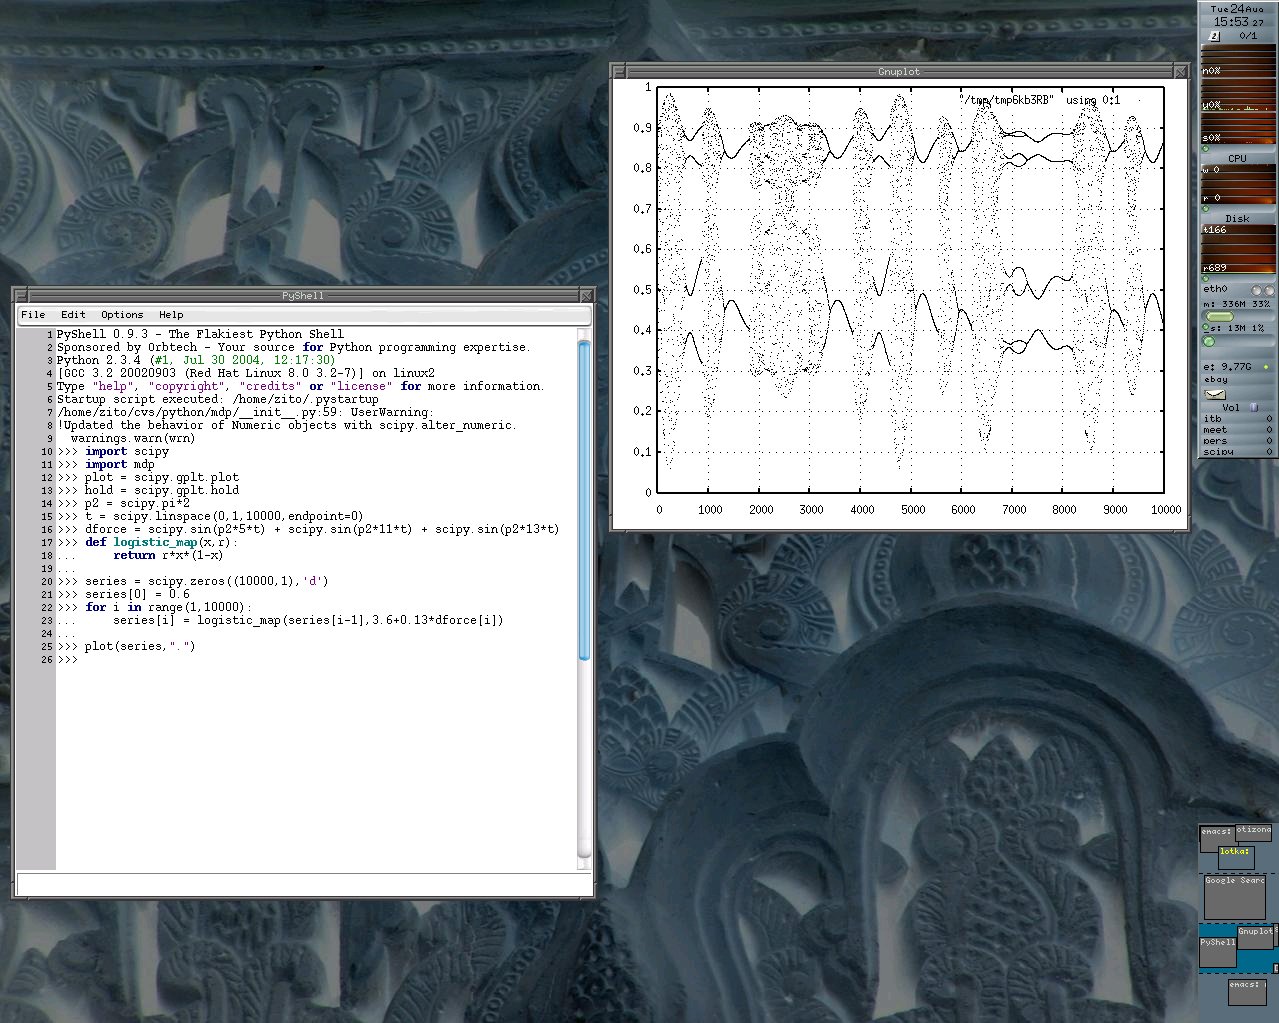 PyShell
File Edit Options Help
1 PyShell 0.9.3 - The Flakiest Python Shell
2 Sponsored by Orbtech - Your source for Python programming expertise.
3 Python 2.3.4 (#1, Jul 30 2004, 12:17:30)
4 [GCC 3.2 20020903 (Red Hat Linux 8.0 3.2-7)] on linux2
5 Type "help", "copyright", "credits" or "license" for more information.
6 Startup script executed: /home/zito/.pystartup
7 /home/zito/cvs/python/mdp/__init__.py:59: UserWarning:
8 !Updated the behavior of Numeric objects with scipy.alter_numeric.
9   warnings.warn(wrn)
10 >>> import scipy
11 >>> import mdp
12 >>> plot = scipy.gplt.plot
13 >>> hold = scipy.gplt.hold
14 >>> p2 = scipy.pi*2
15 >>> t = scipy.linspace(0,1,10000,endpoint=0)
16 >>> dforce = scipy.sin(p2*5*t) + scipy.sin(p2*11*t) + scipy.sin(p2*13*t)
17 >>> def logistic_map(x,r):
18 ...     return r*x*(1-x)
19 ...
20 >>> series = scipy.zeros((10000,1),'d')
21 >>> series[0] = 0.6
22 >>> for i in range(1,10000):
23 ...     series[i] = logistic_map(series[i-1],3.6+0.13*dforce[i])
24 ...
25 >>> plot(series,".")
26 >>>
Gnuplot
"/tmp/tmp6kb3RB" using 0:1
1
0.9
0.8
0.7
0.6
0.5
0.4
0.3
0.2
0.1
0
0 1000 2000 3000 4000 5000 6000 7000 8000 9000 10000
Tue 24 Aug
15:53 27
2 0/1
n0%
u0%
s0%
CPU
w 0
r 0
Disk
t166
r689
eth0
m: 336M 33%
s: 13M 1%
e: 9.77G
ebay
Vol
itb 0
meet 0
pers 0
scipy 0
emacs: otizona
lotka:
Google Searc
Gnuplot
PyShell
emacs: